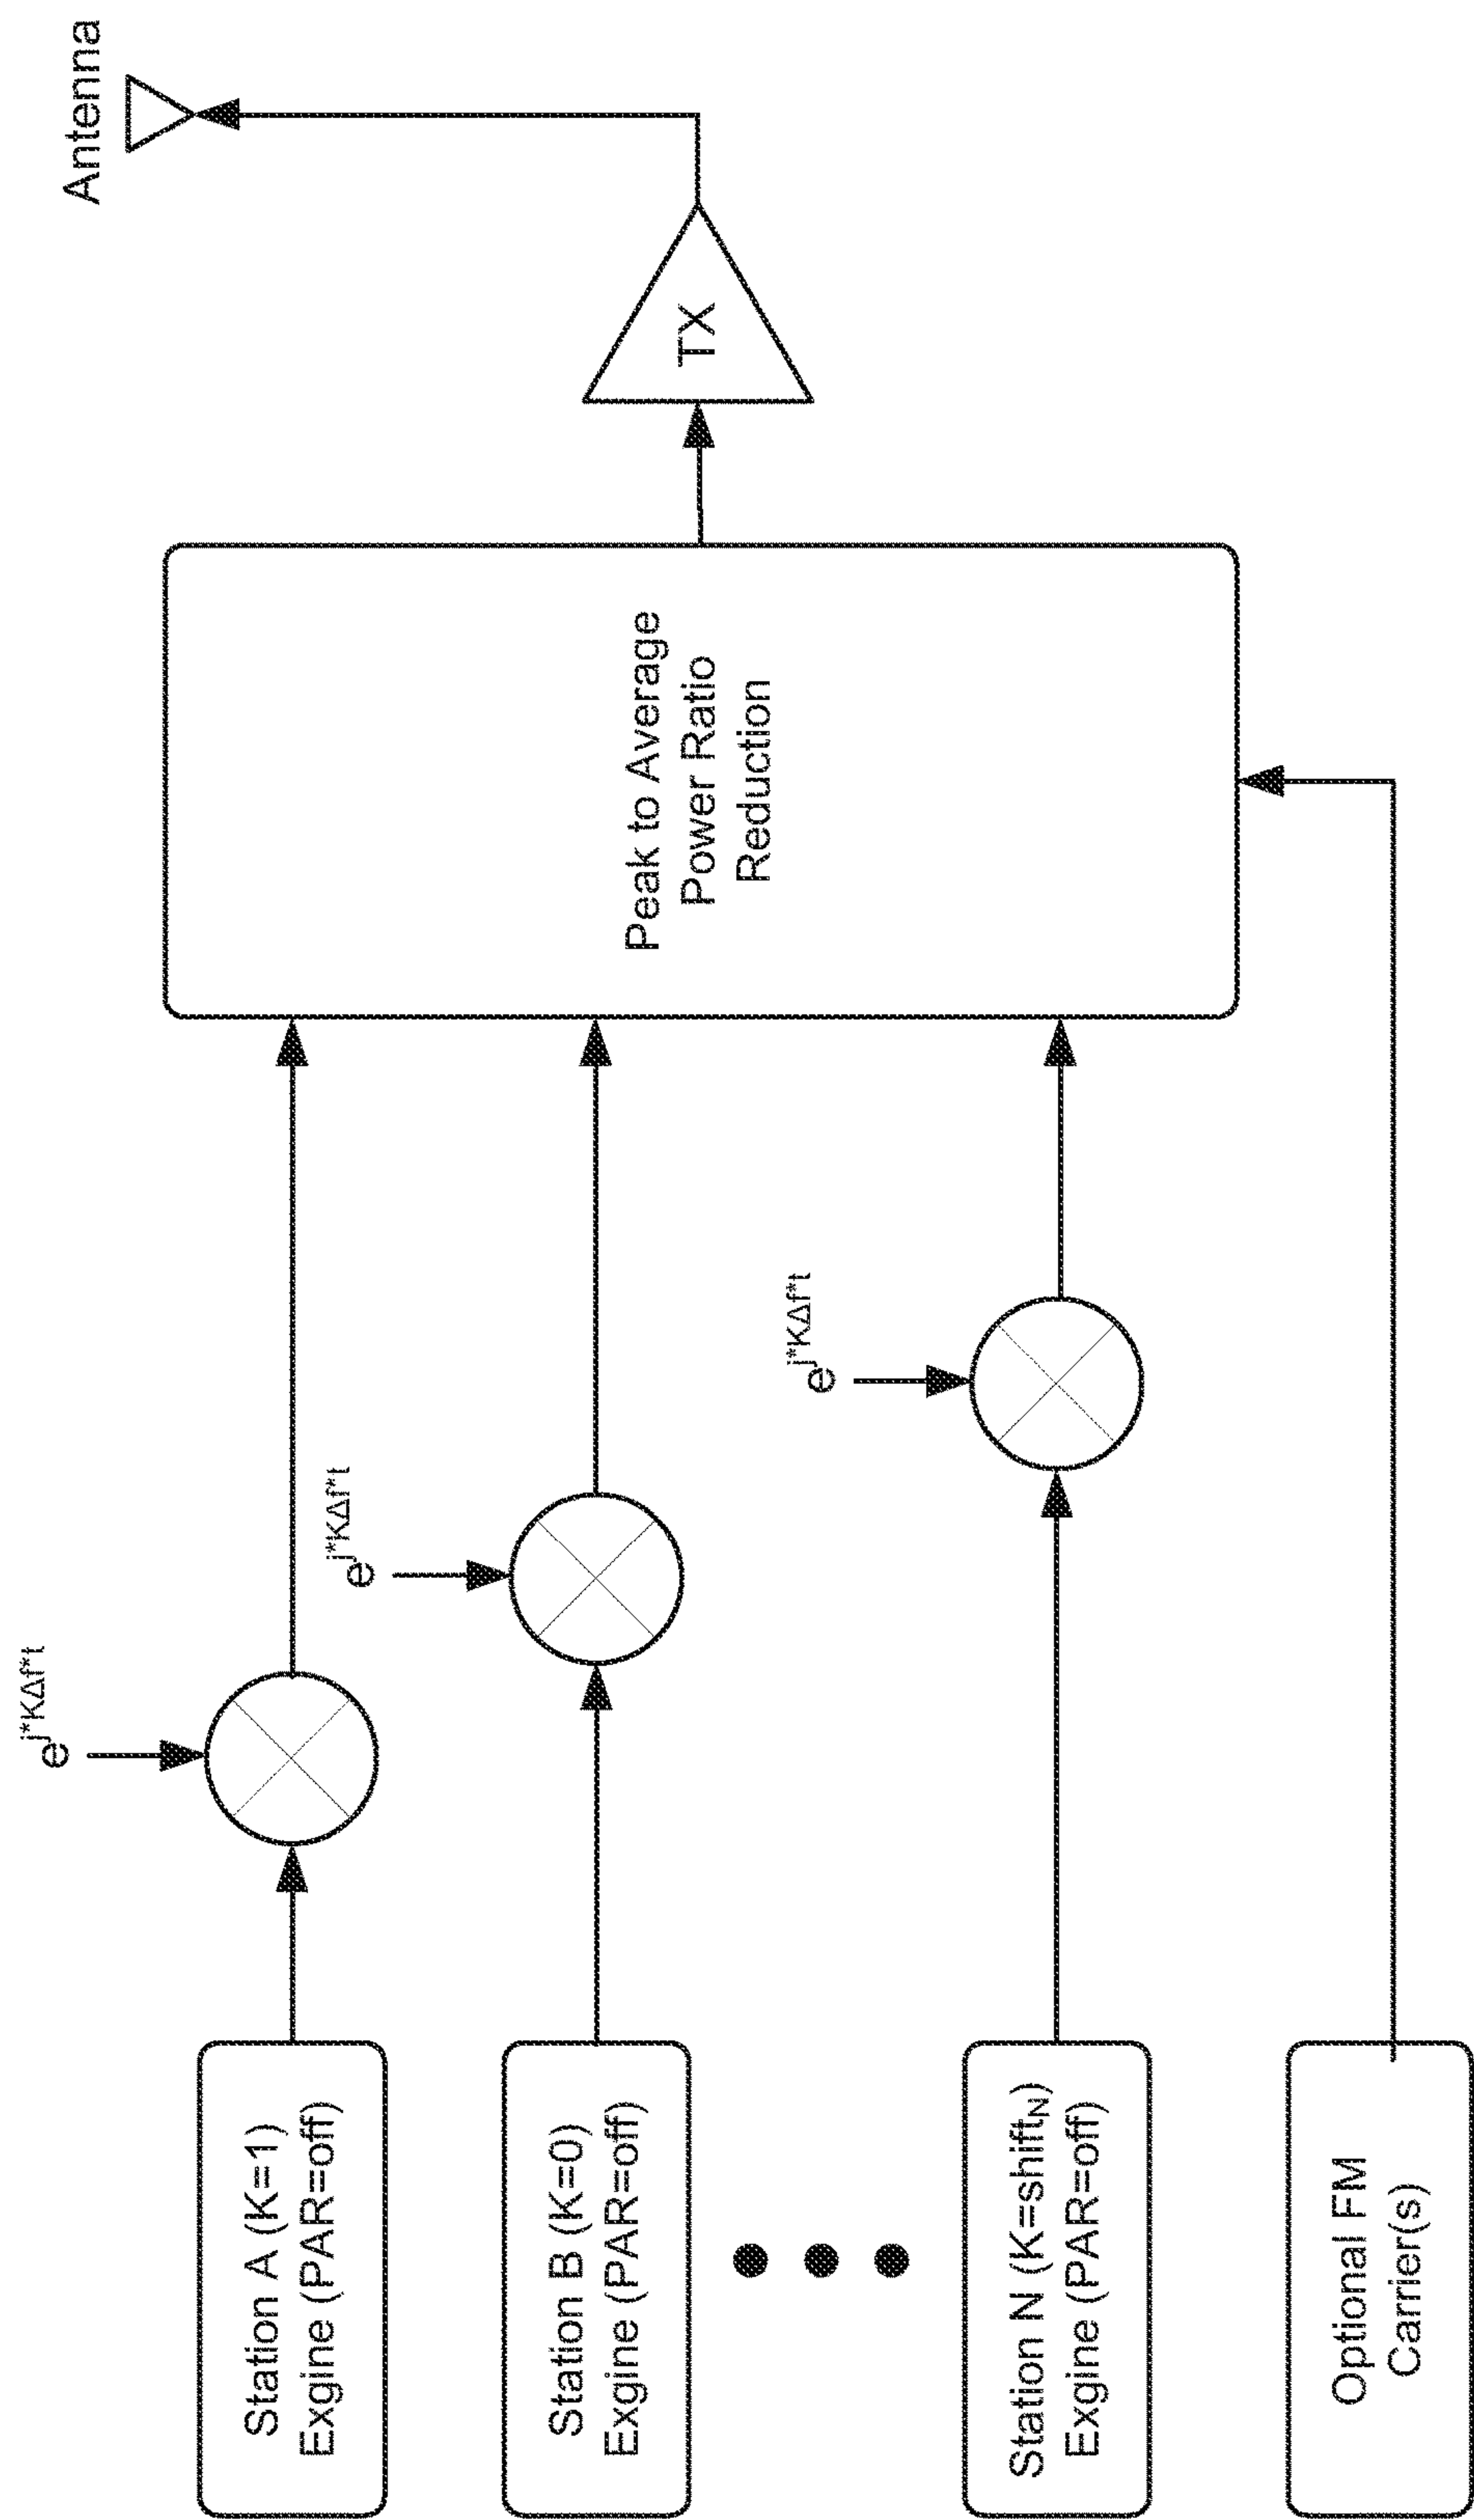 Station A (K=1)
Exgine (PAR=off)
e^{j*KΔf*t}
Station B (K=0)
Exgine (PAR=off)
e^{j*KΔf*t}
Station N (K=shift_N)
Exgine (PAR=off)
e^{j*KΔf*t}
Optional FM
Carrier(s)
Peak to Average
Power Ratio
Reduction
TX
Antenna